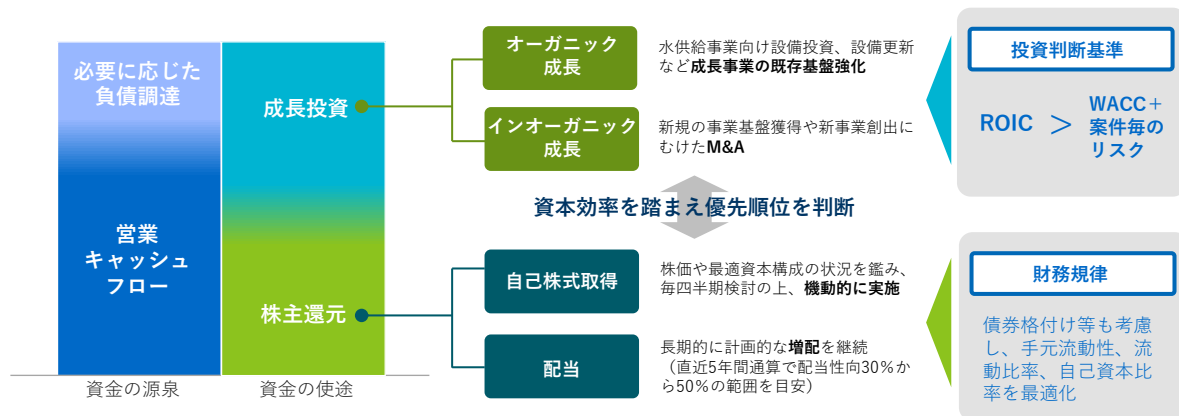 必要に応じた
負債調達
営業
キャッシュ
フロー
資金の源泉
成長投資
株主還元
資金の使途
オーガニック
成長
水供給事業向け設備投資、設備更新
など成長事業の既存基盤強化
インオーガニック
成長
新規の事業基盤獲得や新事業創出に
むけたM&A
資本効率を踏まえ優先順位を判断
自己株式取得
株価や最適資本構成の状況を鑑み、
毎四半期検討の上、機動的に実施
配当
長期的に計画的な増配を継続
（直近5年間通算で配当性向30%か
ら50%の範囲を目安）
投資判断基準
ROIC ＞
WACC＋
案件毎の
リスク
財務規律
債券格付け等も考慮
し、手元流動性、流
動比率、自己資本比
率を最適化